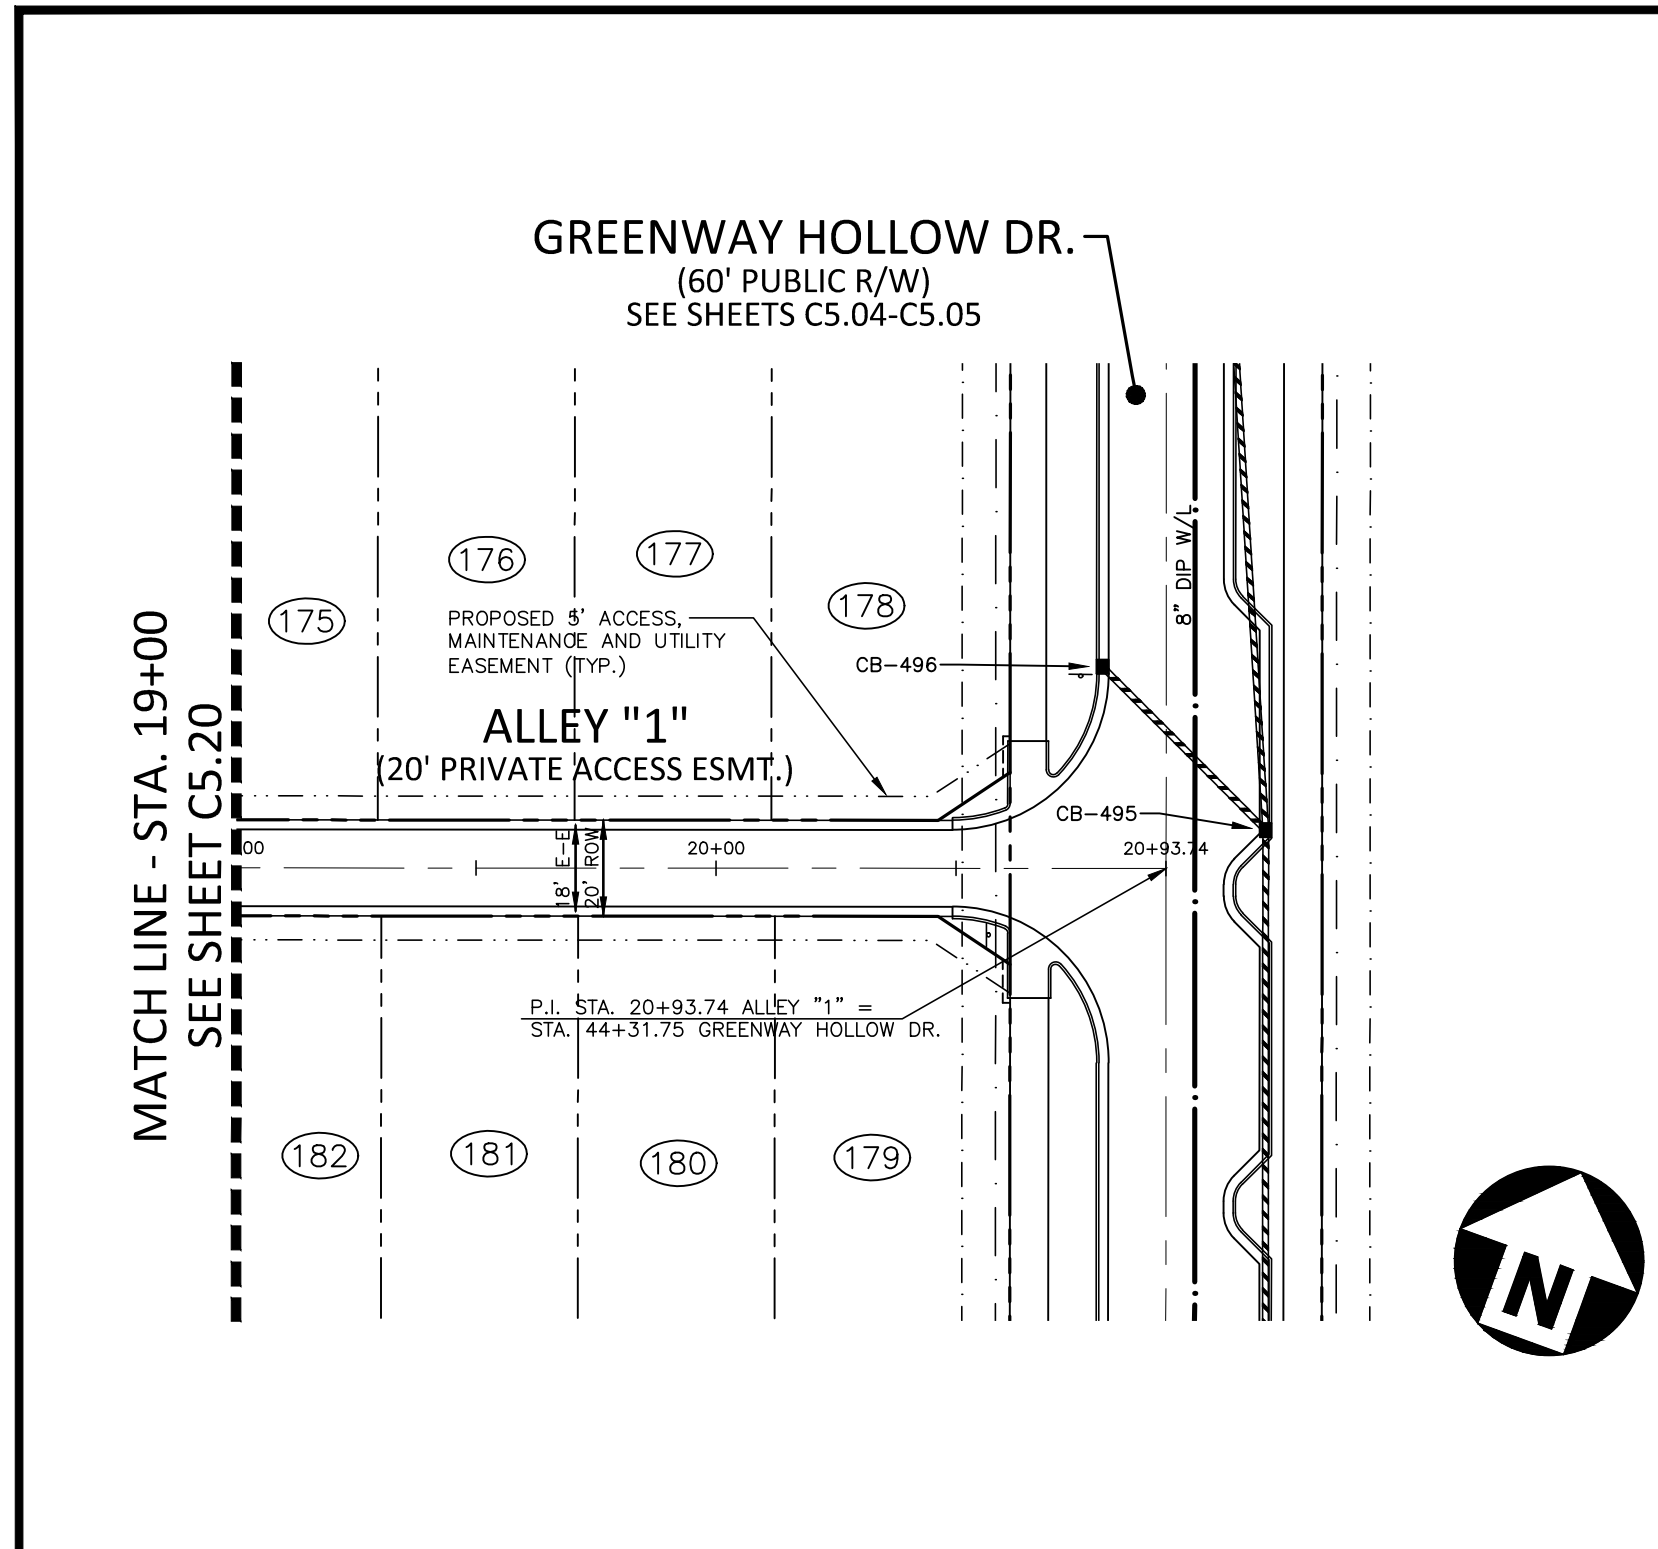 GREENWAY HOLLOW DR.
(60' PUBLIC R/W)
SEE SHEETS C5.04-C5.05
MATCH LINE - STA. 19+00
SEE SHEET C5.20
175
176
177
178
PROPOSED 5' ACCESS,
MAINTENANCE AND UTILITY
EASEMENT (TYP.)
8" DIP W/L
CB-496
ALLEY "1"
(20' PRIVATE ACCESS ESMT.)
CB-495
00
18' E-E
20' ROW
20+00
20+93.74
P.I. STA. 20+93.74 ALLEY "1" =
STA. 44+31.75 GREENWAY HOLLOW DR.
182
181
180
179
N